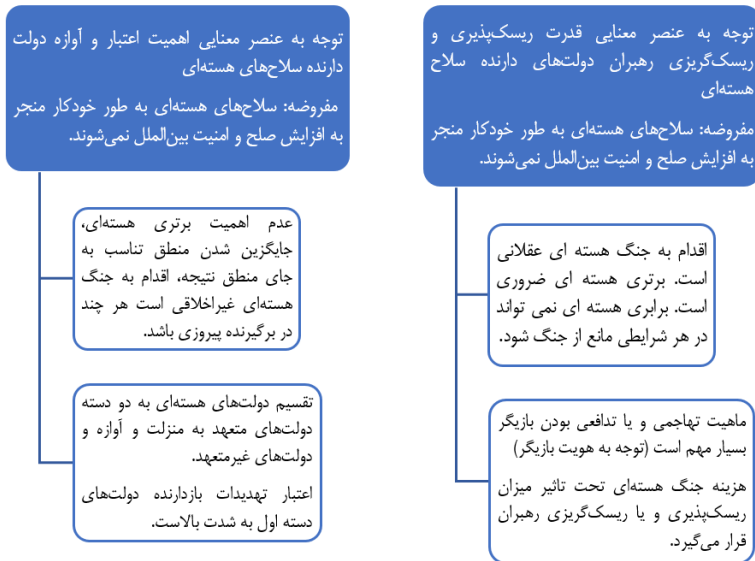 توجه به عنصر معنایی قدرت ریسک‌پذیری و
ریسک‌گریزی رهبران دولت‌های دارنده سلاح
هسته‌ای
مفروضه: سلاح‌های هسته‌ای به طور خودکار منجر
به افزایش صلح و امنیت بین‌الملل نمی‌شوند.
اقدام به جنگ هسته ای عقلانی
است. برتری هسته ای ضروری
است. برابری هسته ای نمی تواند
در هر شرایطی مانع از جنگ شود.
ماهیت تهاجمی و یا تدافعی بودن بازیگر
بسیار مهم است (توجه به هویت بازیگر)
هزینه جنگ هسته‌ای تحت تاثیر میزان
ریسک‌پذیری و یا ریسک‌گریزی رهبران
قرار می‌گیرد.
توجه به عنصر معنایی اهمیت اعتبار و آوازه دولت
دارنده سلاح‌های هسته‌ای
مفروضه: سلاح‌های هسته‌ای به طور خودکار منجر
به افزایش صلح و امنیت بین‌الملل نمی‌شوند.
عدم اهمیت برتری هسته‌ای،
جایگزین شدن منطق تناسب به
جای منطق نتیجه، اقدام به جنگ
هسته‌ای غیراخلاقی است هر چند
در برگیرنده پیروزی باشد.
تقسیم دولت‌های هسته‌ای به دو دسته
دولت‌های متعهد به منزلت و آوازه و
دولت‌های غیرمتعهد.
اعتبار تهدیدات بازدارنده دولت‌های
دسته اول به شدت بالاست.